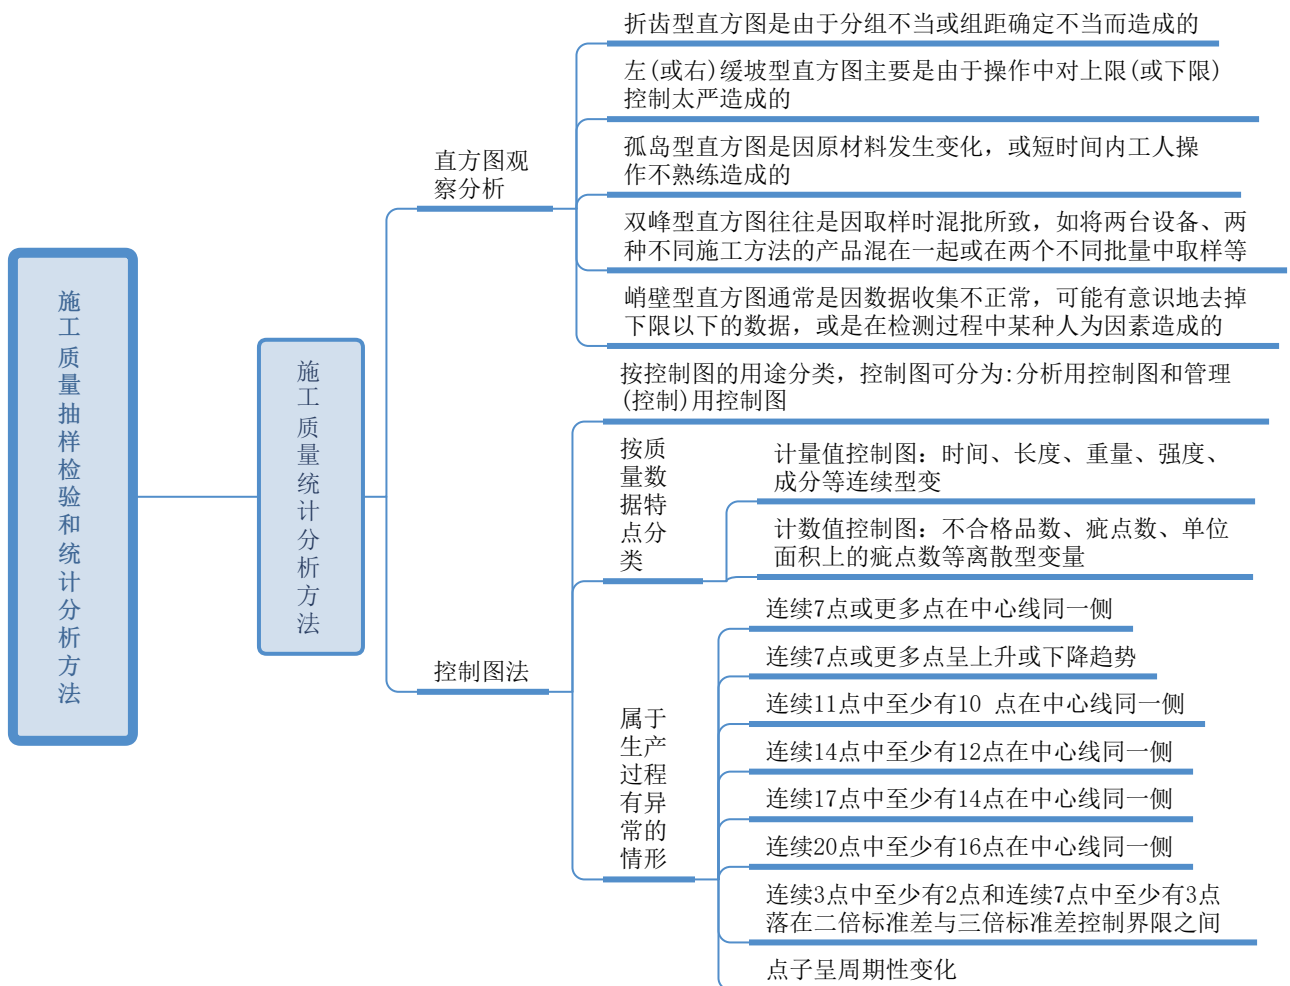 施工质量抽样检验和统计分析方法
施工质量统计分析方法
直方图观
察分析
折齿型直方图是由于分组不当或组距确定不当而造成的
左(或右)缓坡型直方图主要是由于操作中对上限(或下限)
控制太严造成的
孤岛型直方图是因原材料发生变化，或短时间内工人操
作不熟练造成的
双峰型直方图往往是因取样时混批所致，如将两台设备、两
种不同施工方法的产品混在一起或在两个不同批量中取样等
峭壁型直方图通常是因数据收集不正常，可能有意识地去掉
下限以下的数据，或是在检测过程中某种人为因素造成的
控制图法
按控制图的用途分类，控制图可分为:分析用控制图和管理
(控制)用控制图
按质
量数
据特
点分
类
计量值控制图：时间、长度、重量、强度、
成分等连续型变
计数值控制图：不合格品数、疵点数、单位
面积上的疵点数等离散型变量
属于
生产
过程
有异
常的
情形
连续7点或更多点在中心线同一侧
连续7点或更多点呈上升或下降趋势
连续11点中至少有10 点在中心线同一侧
连续14点中至少有12点在中心线同一侧
连续17点中至少有14点在中心线同一侧
连续20点中至少有16点在中心线同一侧
连续3点中至少有2点和连续7点中至少有3点
落在二倍标准差与三倍标准差控制界限之间
点子呈周期性变化